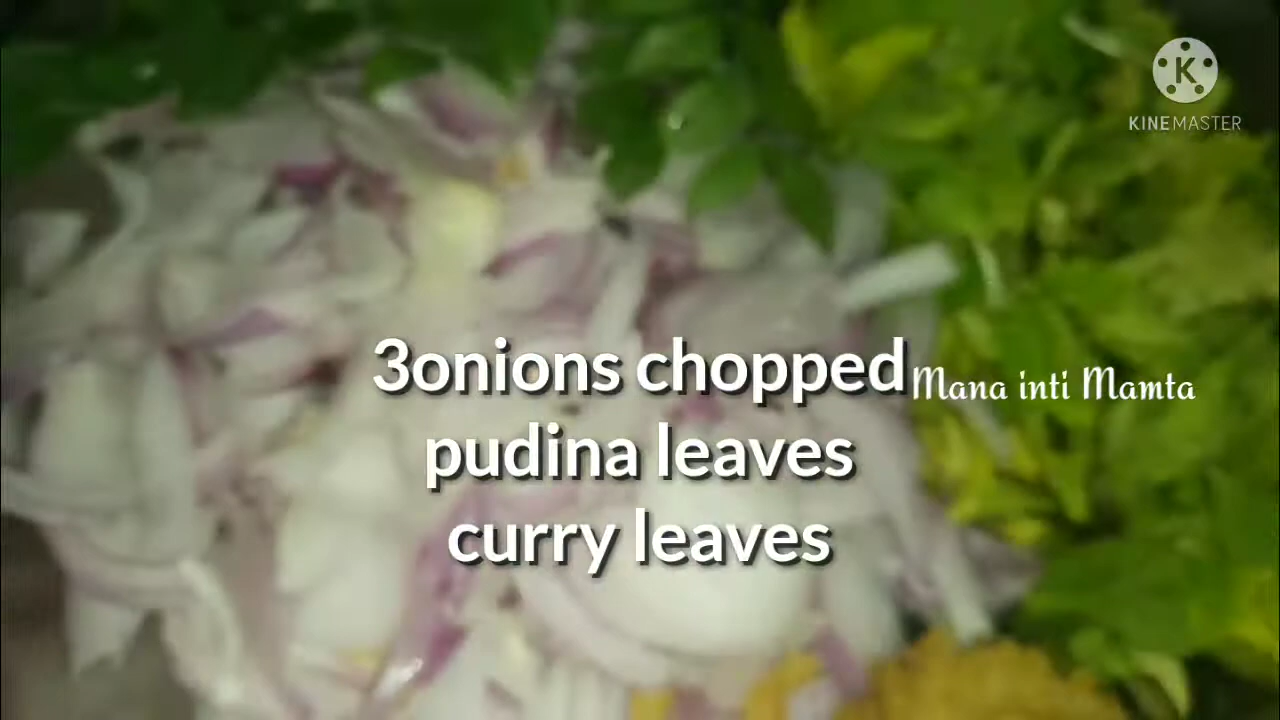 K
KINEMASTER
3onions chopped
Mana inti Mamta
pudina leaves
curry leaves